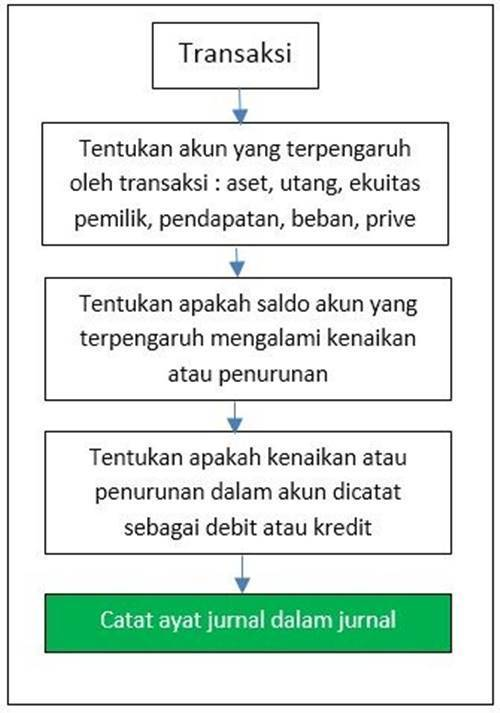 Transaksi
Tentukan akun yang terpengaruh
oleh transaksi : aset, utang, ekuitas
pemilik, pendapatan, beban, prive
Tentukan apakah saldo akun yang
terpengaruh mengalami kenaikan
atau penurunan
Tentukan apakah kenaikan atau
penurunan dalam akun dicatat
sebagai debit atau kredit
Catat ayat jurnal dalam jurnal